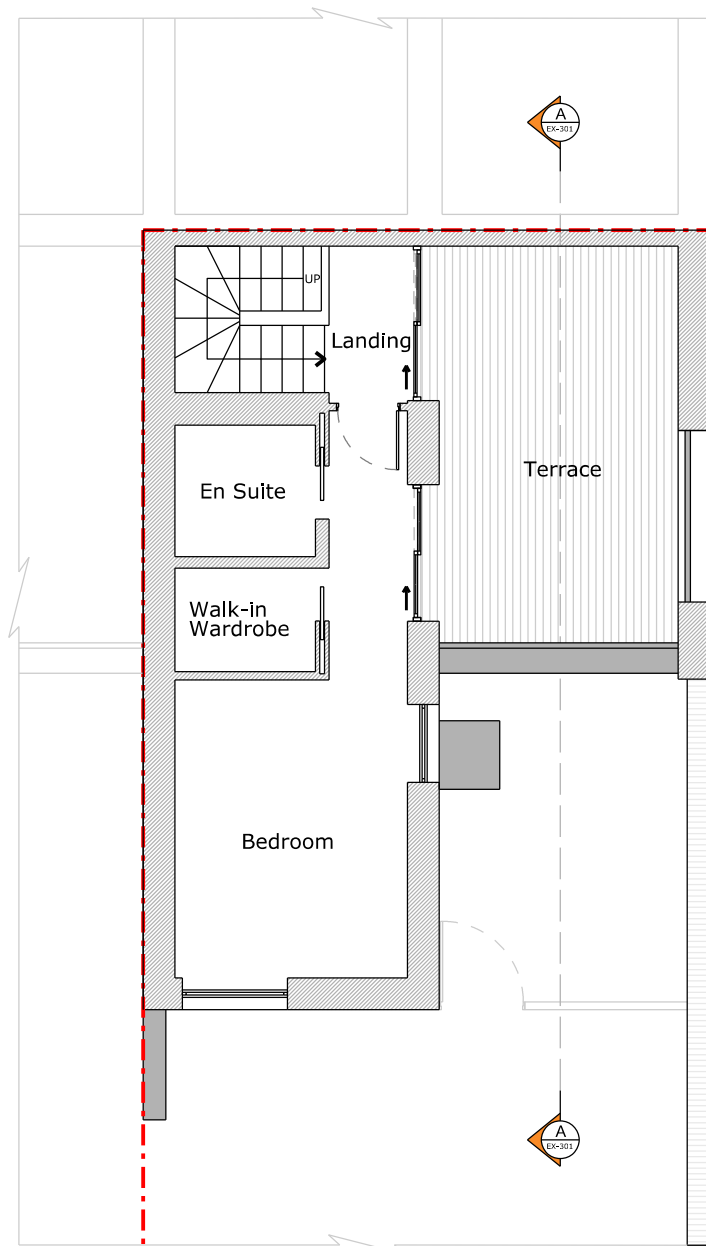 A
EX-301
UP
Landing
Terrace
En Suite
Walk-in
Wardrobe
Bedroom
A
EX-301